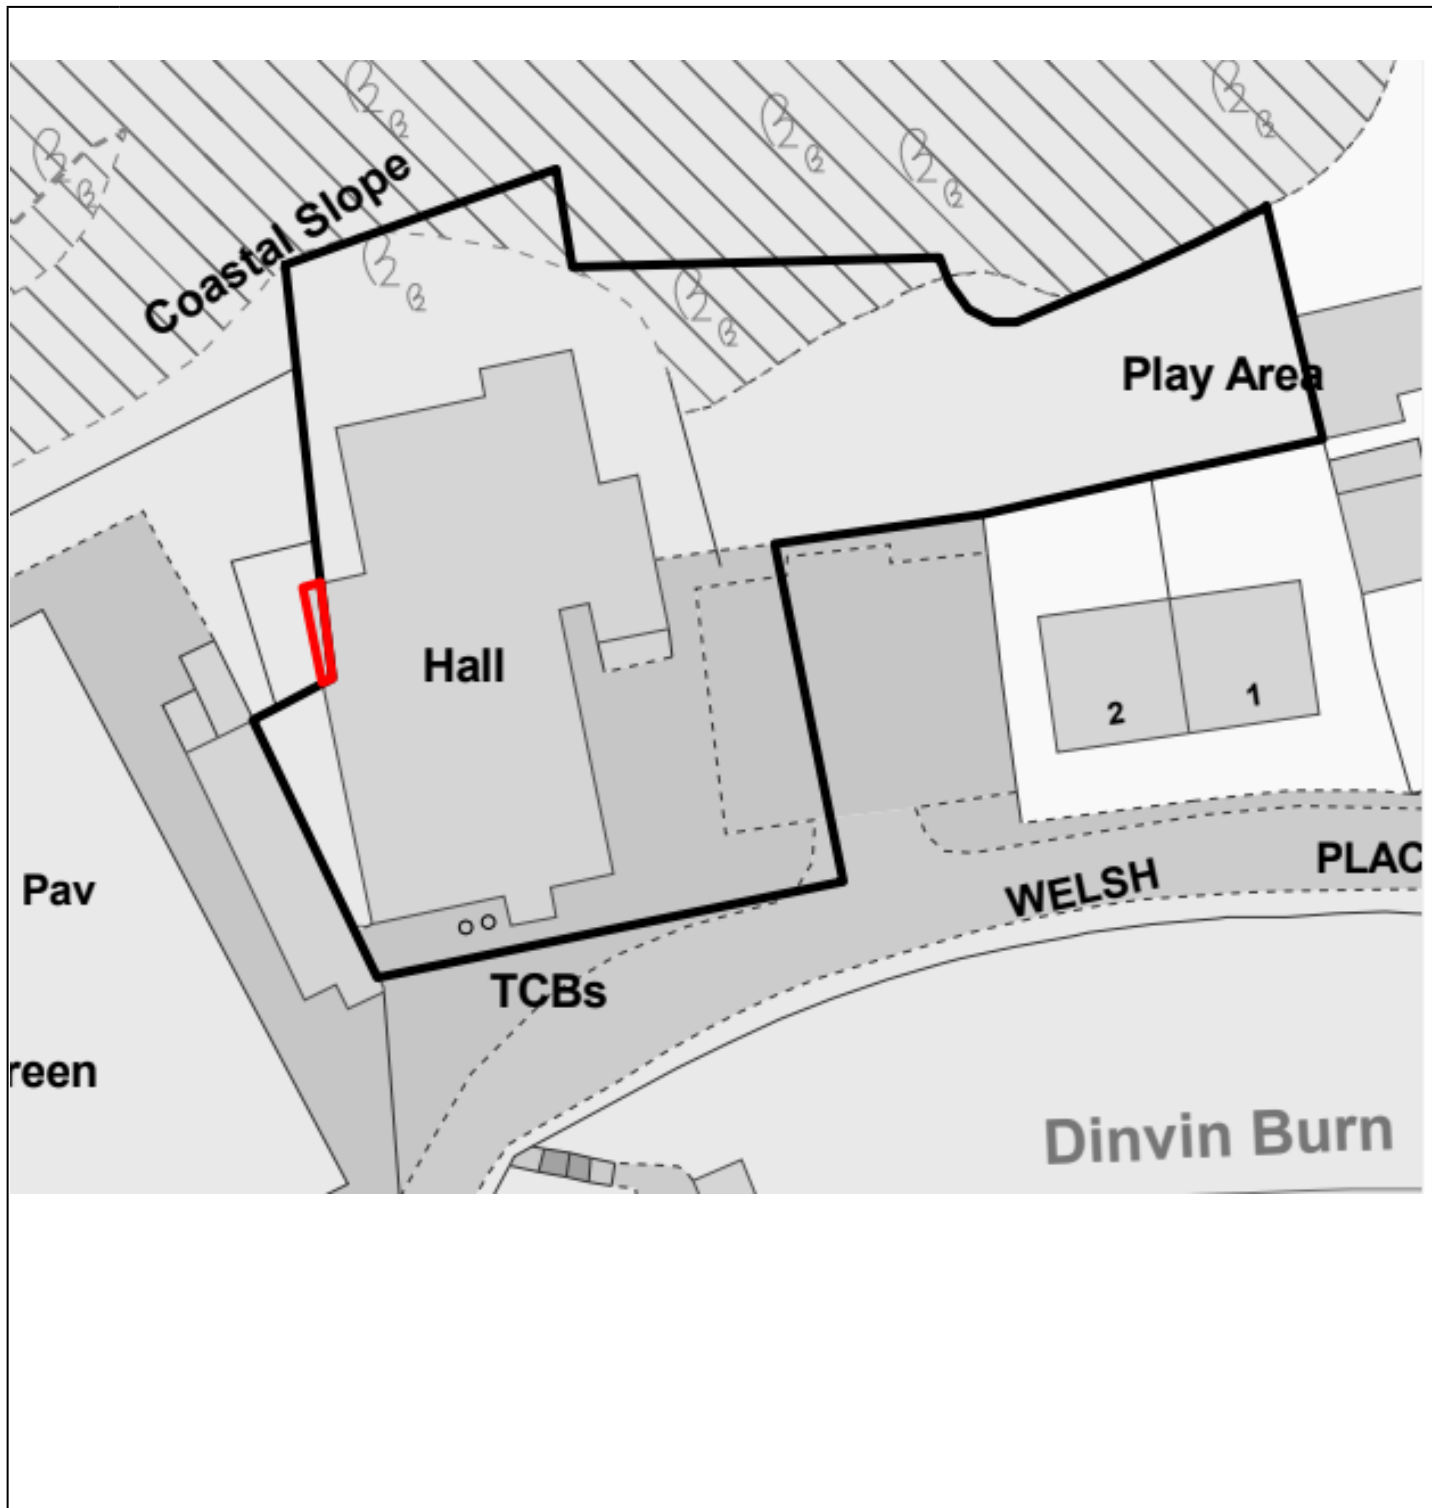 Coastal Slope
Play Area
Hall
2
1
Pav
WELSH
PLAC
TCBs
reen
Dinvin Burn